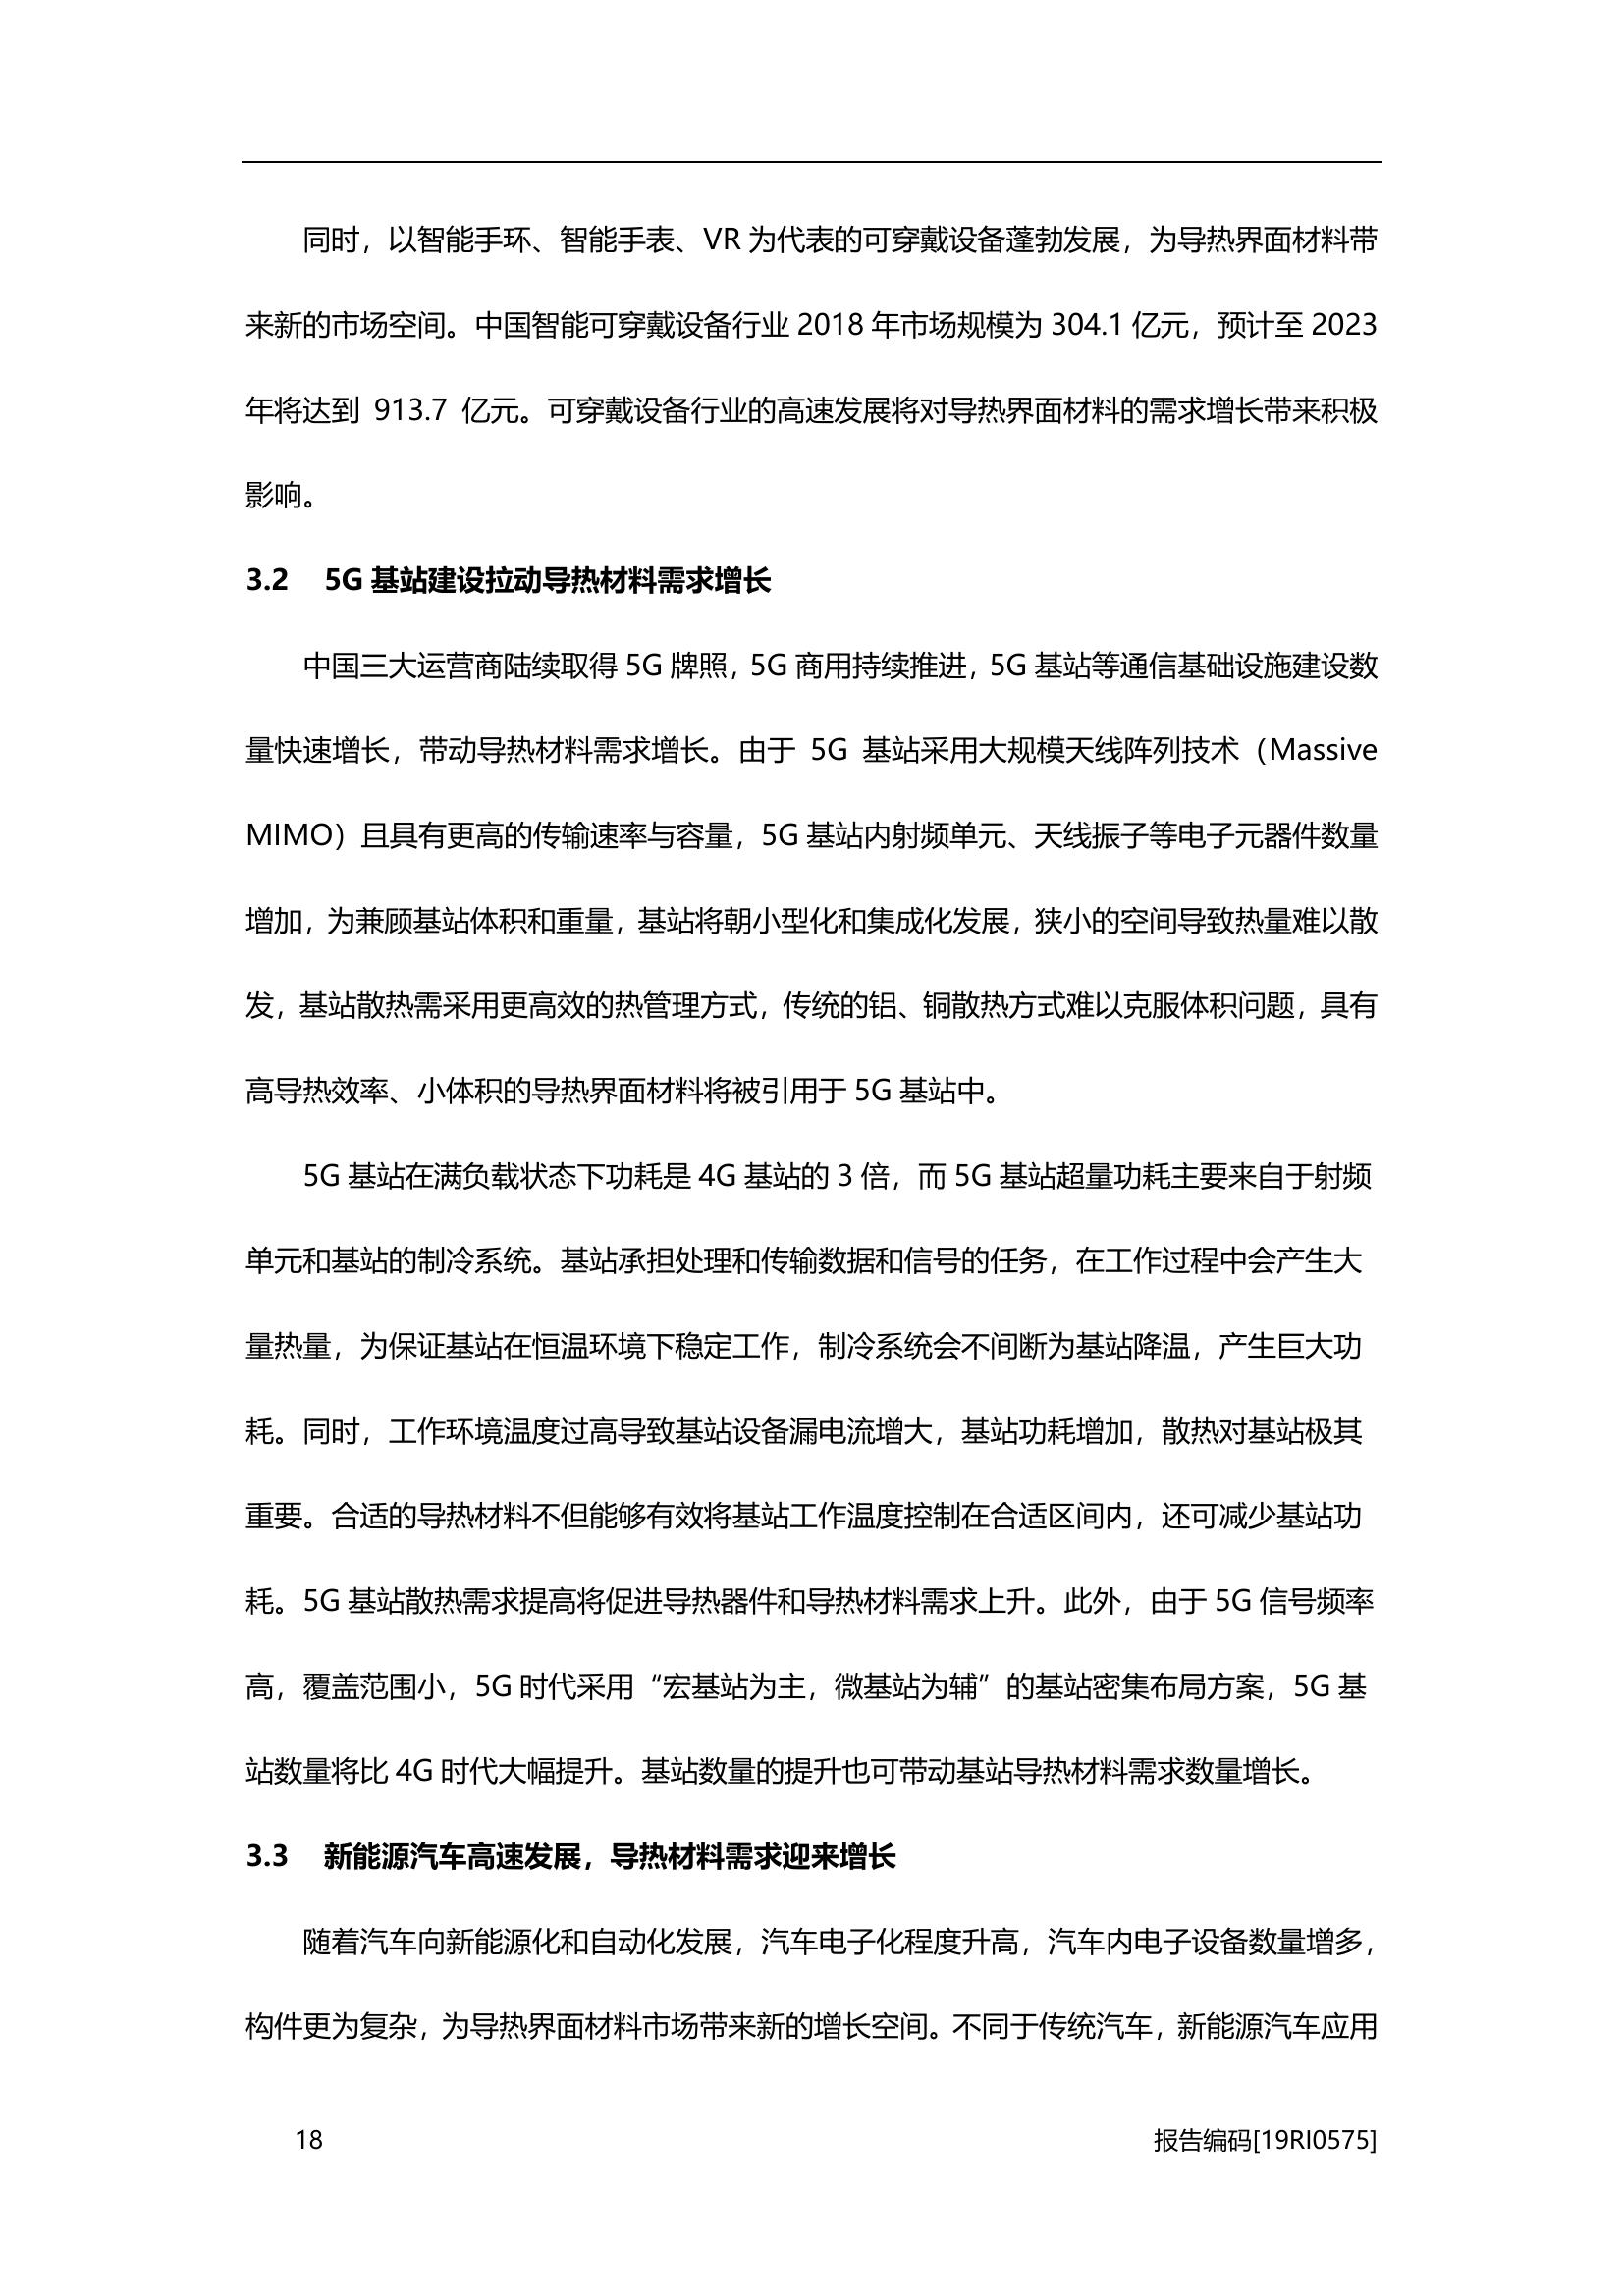 同时，以智能手环、智能手表、VR 为代表的可穿戴设备蓬勃发展，为导热界面材料带
来新的市场空间。中国智能可穿戴设备行业 2018 年市场规模为 304.1 亿元，预计至 2023
年将达到 913.7 亿元。可穿戴设备行业的高速发展将对导热界面材料的需求增长带来积极
影响。
3.2 5G 基站建设拉动导热材料需求增长
中国三大运营商陆续取得 5G 牌照，5G 商用持续推进，5G 基站等通信基础设施建设数
量快速增长，带动导热材料需求增长。由于 5G 基站采用大规模天线阵列技术（Massive
MIMO）且具有更高的传输速率与容量，5G 基站内射频单元、天线振子等电子元器件数量
增加，为兼顾基站体积和重量，基站将朝小型化和集成化发展，狭小的空间导致热量难以散
发，基站散热需采用更高效的热管理方式，传统的铝、铜散热方式难以克服体积问题，具有
高导热效率、小体积的导热界面材料将被引用于 5G 基站中。
5G 基站在满负载状态下功耗是 4G 基站的 3 倍，而 5G 基站超量功耗主要来自于射频
单元和基站的制冷系统。基站承担处理和传输数据和信号的任务，在工作过程中会产生大
量热量，为保证基站在恒温环境下稳定工作，制冷系统会不间断为基站降温，产生巨大功
耗。同时，工作环境温度过高导致基站设备漏电流增大，基站功耗增加，散热对基站极其
重要。合适的导热材料不但能够有效将基站工作温度控制在合适区间内，还可减少基站功
耗。5G 基站散热需求提高将促进导热器件和导热材料需求上升。此外，由于 5G 信号频率
高，覆盖范围小，5G 时代采用“宏基站为主，微基站为辅”的基站密集布局方案，5G 基
站数量将比 4G 时代大幅提升。基站数量的提升也可带动基站导热材料需求数量增长。
3.3 新能源汽车高速发展，导热材料需求迎来增长
随着汽车向新能源化和自动化发展，汽车电子化程度升高，汽车内电子设备数量增多，
构件更为复杂，为导热界面材料市场带来新的增长空间。不同于传统汽车，新能源汽车应用
18 报告编码[19RI0575]